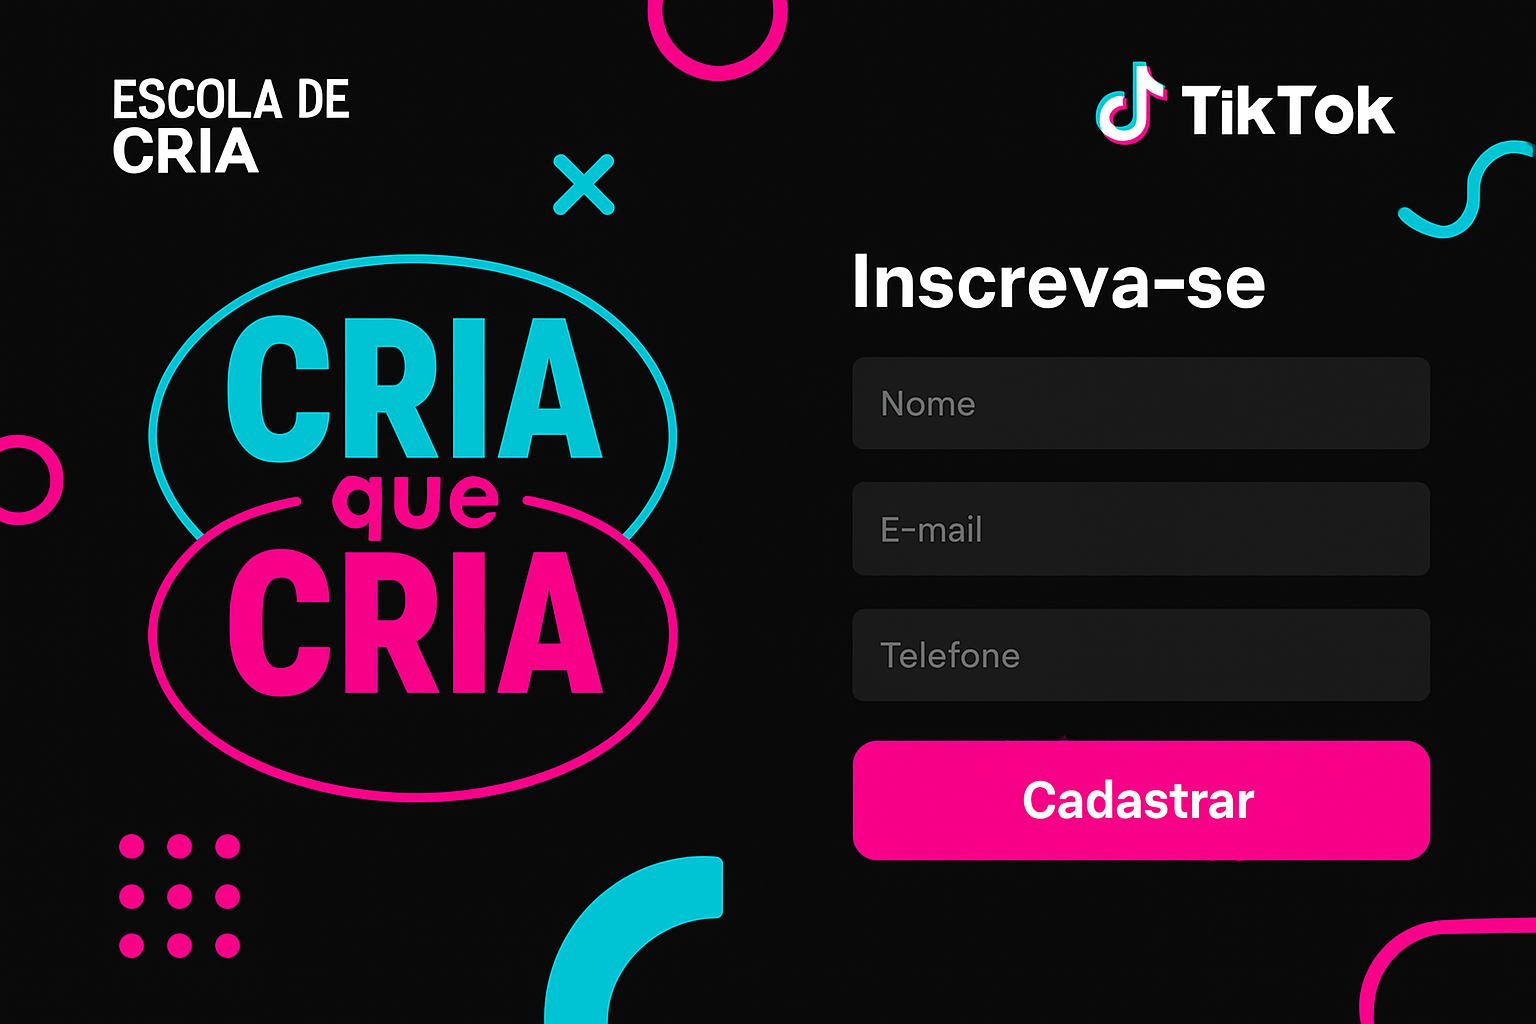 ESCOLA DE
CRIA
TikTok
CRIA
que
CRIA
Inscreva-se
Nome
E-mail
Telefone
Cadastrar